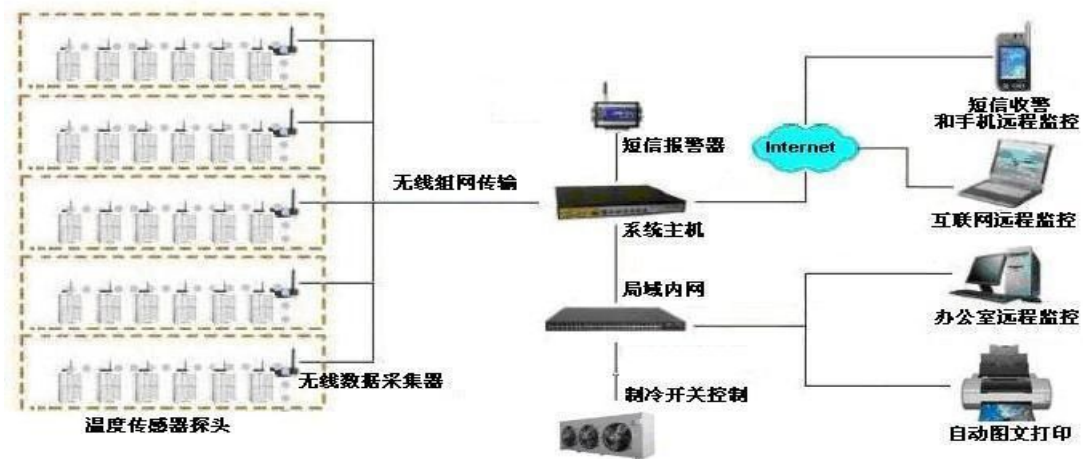 短信收警
和手机远程监控
短信报警器
Internet
无线组网传输
系统主机
互联网远程监控
局域内网
办公室远程监控
无线数据采集器
制冷开关控制
温度传感器探头
自动图文打印